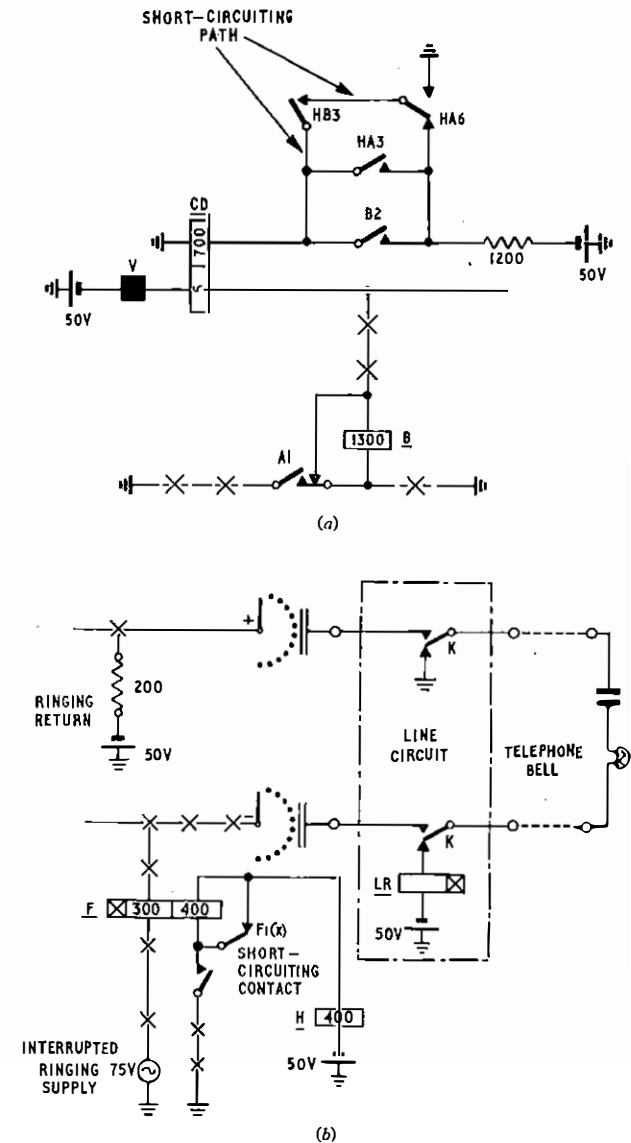 SHORT-CIRCUITING
PATH
HB3
HA6
HA3
CD
B2
1700
1200
V
5
50V
50V
1300
B
A1
(a)
+
K
200
RINGING
RETURN
50V
LINE
CIRCUIT
TELEPHONE
BELL
-
K
LR
F
300
400
F1(x)
50V
SHORT-
CIRCUITING
CONTACT
H
400
INTERRUPTED
RINGING 75V
SUPPLY
50V
(b)